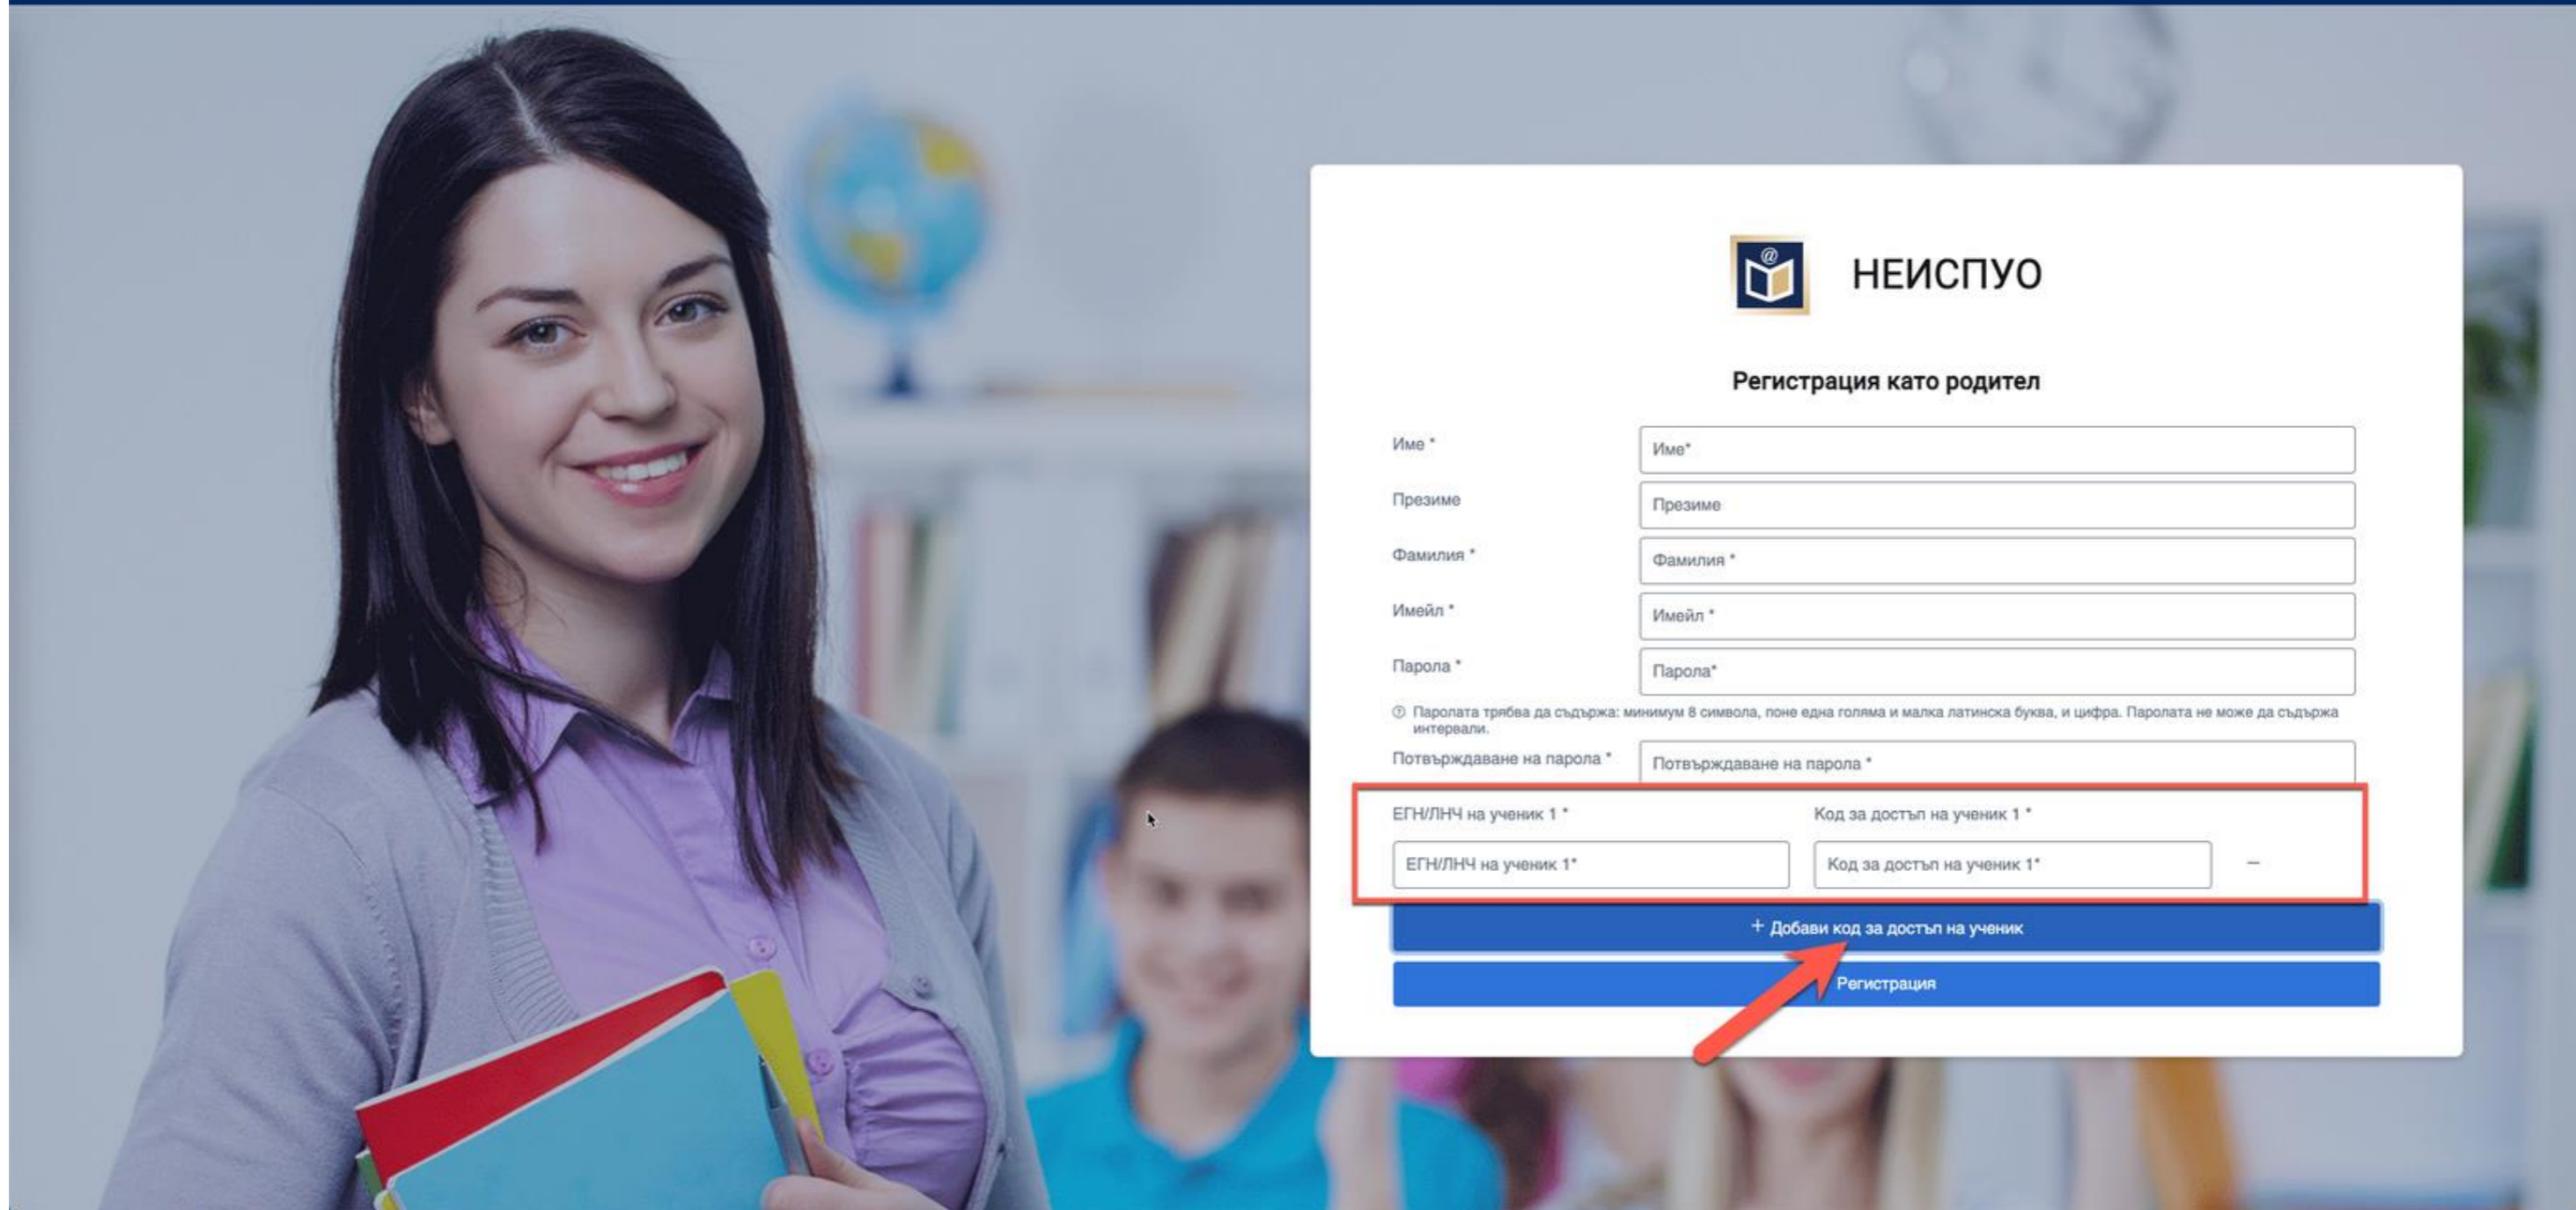 @
НЕИСПУО
Регистрация като родител
Име *
Име*
Презиме
Презиме
Фамилия *
Фамилия *
Имейл *
Имейл *
Парола *
Парола*
? Паролата трябва да съдържа: минимум 8 символа, поне една голяма и малка латинска буква, и цифра. Паролата не може да съдържа
интервали.
Потвърждаване на парола *
Потвърждаване на парола *
ЕГН/ЛНЧ на ученик 1 *
Код за достъп на ученик 1 *
ЕГН/ЛНЧ на ученик 1*
Код за достъп на ученик 1*
+ Добави код за достъп на ученик
Регистрация